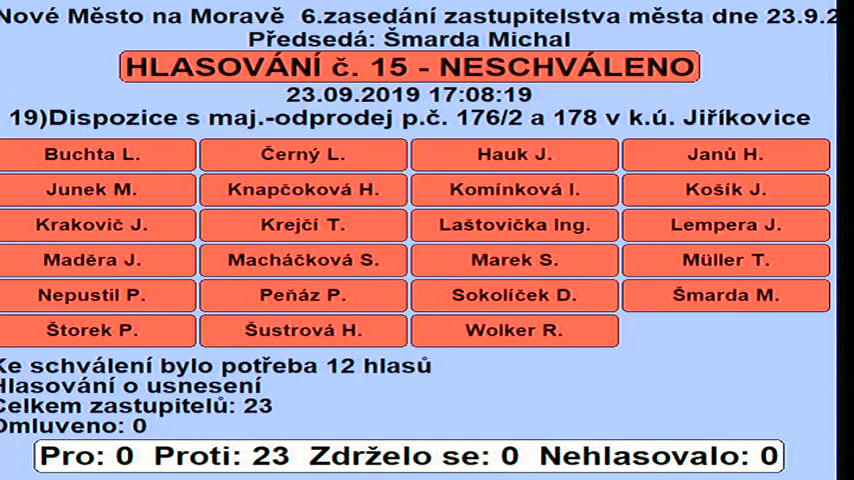 Nové Město na Moravě 6.zasedání zastupitelstva města dne 23.9.2
Předsedá: Šmarda Michal
HLASOVÁNÍ č. 15 - NESCHVÁLENO
23.09.2019 17:08:19
19)Dispozice s maj.-odprodej p.č. 176/2 a 178 v k.ú. Jiříkovice
Buchta L. Černý L. Hauk J. Janů H.
Junek M. Knapčoková H. Komínková I. Košík J.
Krakovič J. Krejčí T. Laštovička Ing. Lempera J.
Maděra J. Macháčková S. Marek S. Müller T.
Nepustil P. Peňáz P. Sokolíček D. Šmarda M.
Štorek P. Šustrová H. Wolker R.
Ke schválení bylo potřeba 12 hlasů
Hlasování o usnesení
Celkem zastupitelů: 23
Omluveno: 0
Pro: 0 Proti: 23 Zdrželo se: 0 Nehlasovalo: 0